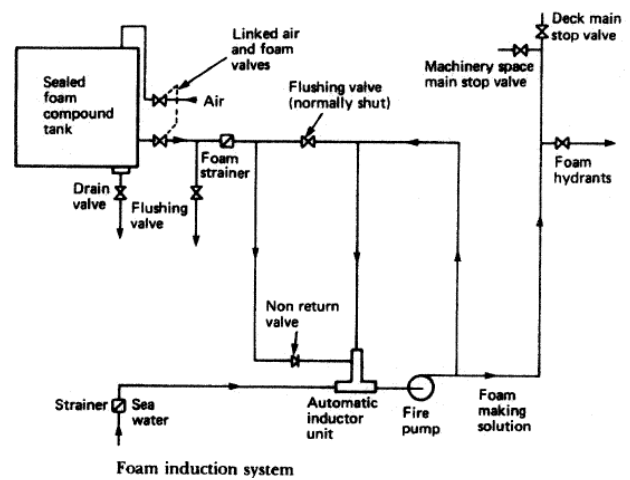 Deck main
stop valve
Linked air
and foam
valves
Machinery space
main stop valve
Sealed
foam
compound
tank
Flushing valve
(normally shut)
Air
Foam
strainer
Foam
hydrants
Drain
valve
Flushing
valve
Non return
valve
Strainer
Sea
water
Automatic
inductor
unit
Fire
pump
Foam
making
solution
Foam induction system